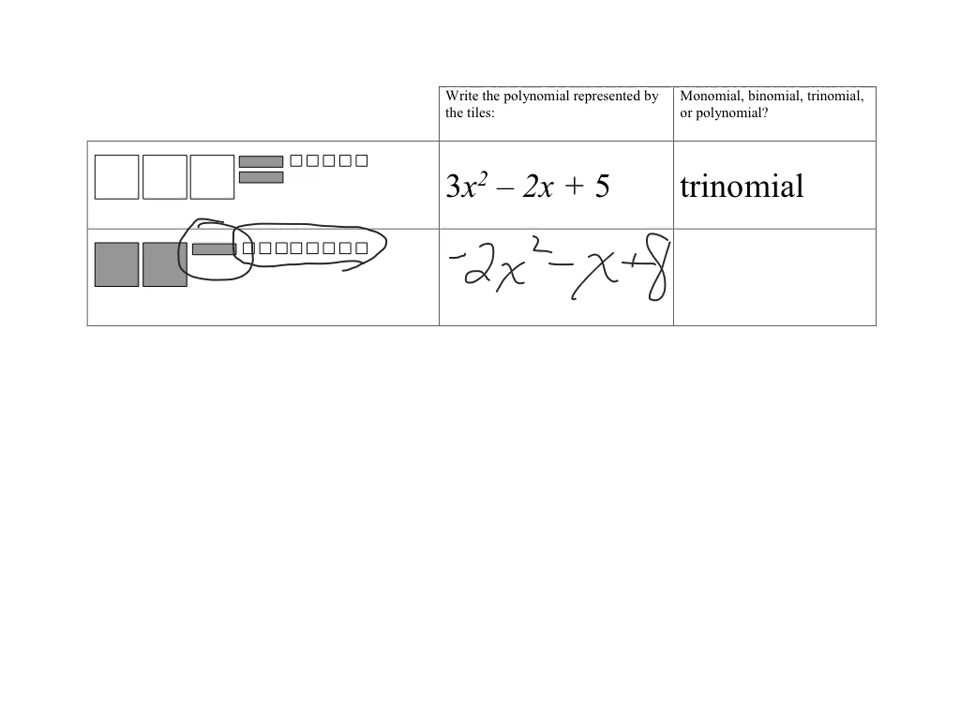 Write the polynomial represented by
the tiles:
Monomial, binomial, trinomial,
or polynomial?
3x² – 2x + 5
trinomial
-2x² - x + 8